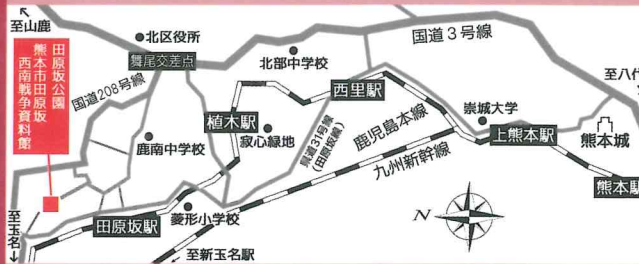 至山鹿
北区役所
舞尾交差点
国道208号線
北部中学校
国道3号線
至八代
田原坂公園
熊本市田原坂
西南戦争資料館
西里駅
崇城大学
植木駅
寂心緑地
県道31号線
(田原坂線)
鹿児島本線
九州新幹線
上熊本駅
熊本城
熊本駅
鹿南中学校
至玉名
田原坂駅
菱形小学校
至新玉名駅
N